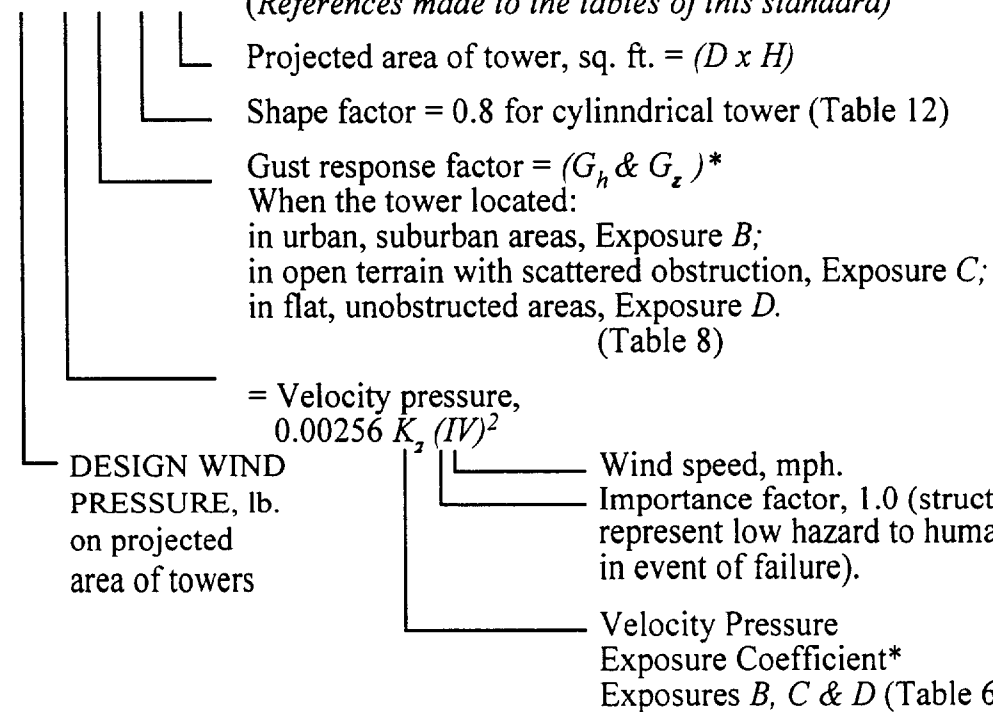 (References made to the tables of this standard)
Projected area of tower, sq. ft. = (D x H)
Shape factor = 0.8 for cylinndrical tower (Table 12)
Gust response factor = (G_h & G_z )*
When the tower located:
in urban, suburban areas, Exposure B;
in open terrain with scattered obstruction, Exposure C;
in flat, unobstructed areas, Exposure D.
(Table 8)
= Velocity pressure,
0.00256 K_z (IV)²
DESIGN WIND
PRESSURE, lb.
on projected
area of towers
Wind speed, mph.
Importance factor, 1.0 (struct
represent low hazard to huma
in event of failure).
Velocity Pressure
Exposure Coefficient*
Exposures B, C & D (Table 6